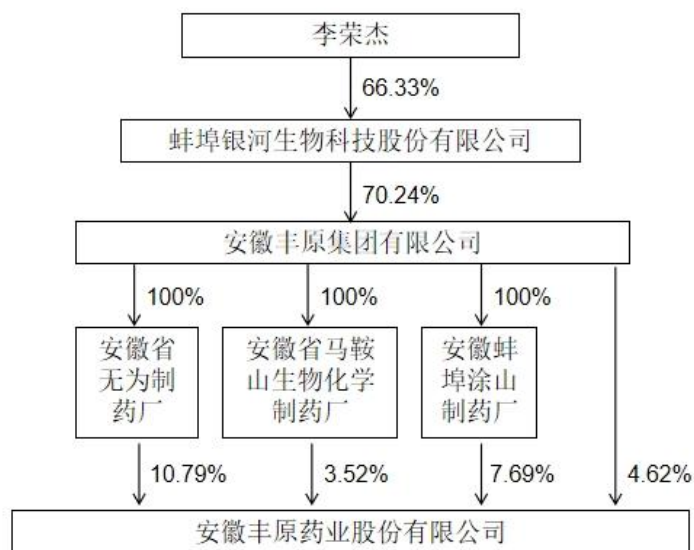 李荣杰
66.33%
蚌埠银河生物科技股份有限公司
70.24%
安徽丰原集团有限公司
100%
100%
100%
安徽省
无为制
药厂
安徽省马鞍
山生物化学
制药厂
安徽蚌
埠涂山
制药厂
10.79%
3.52%
7.69%
4.62%
安徽丰原药业股份有限公司